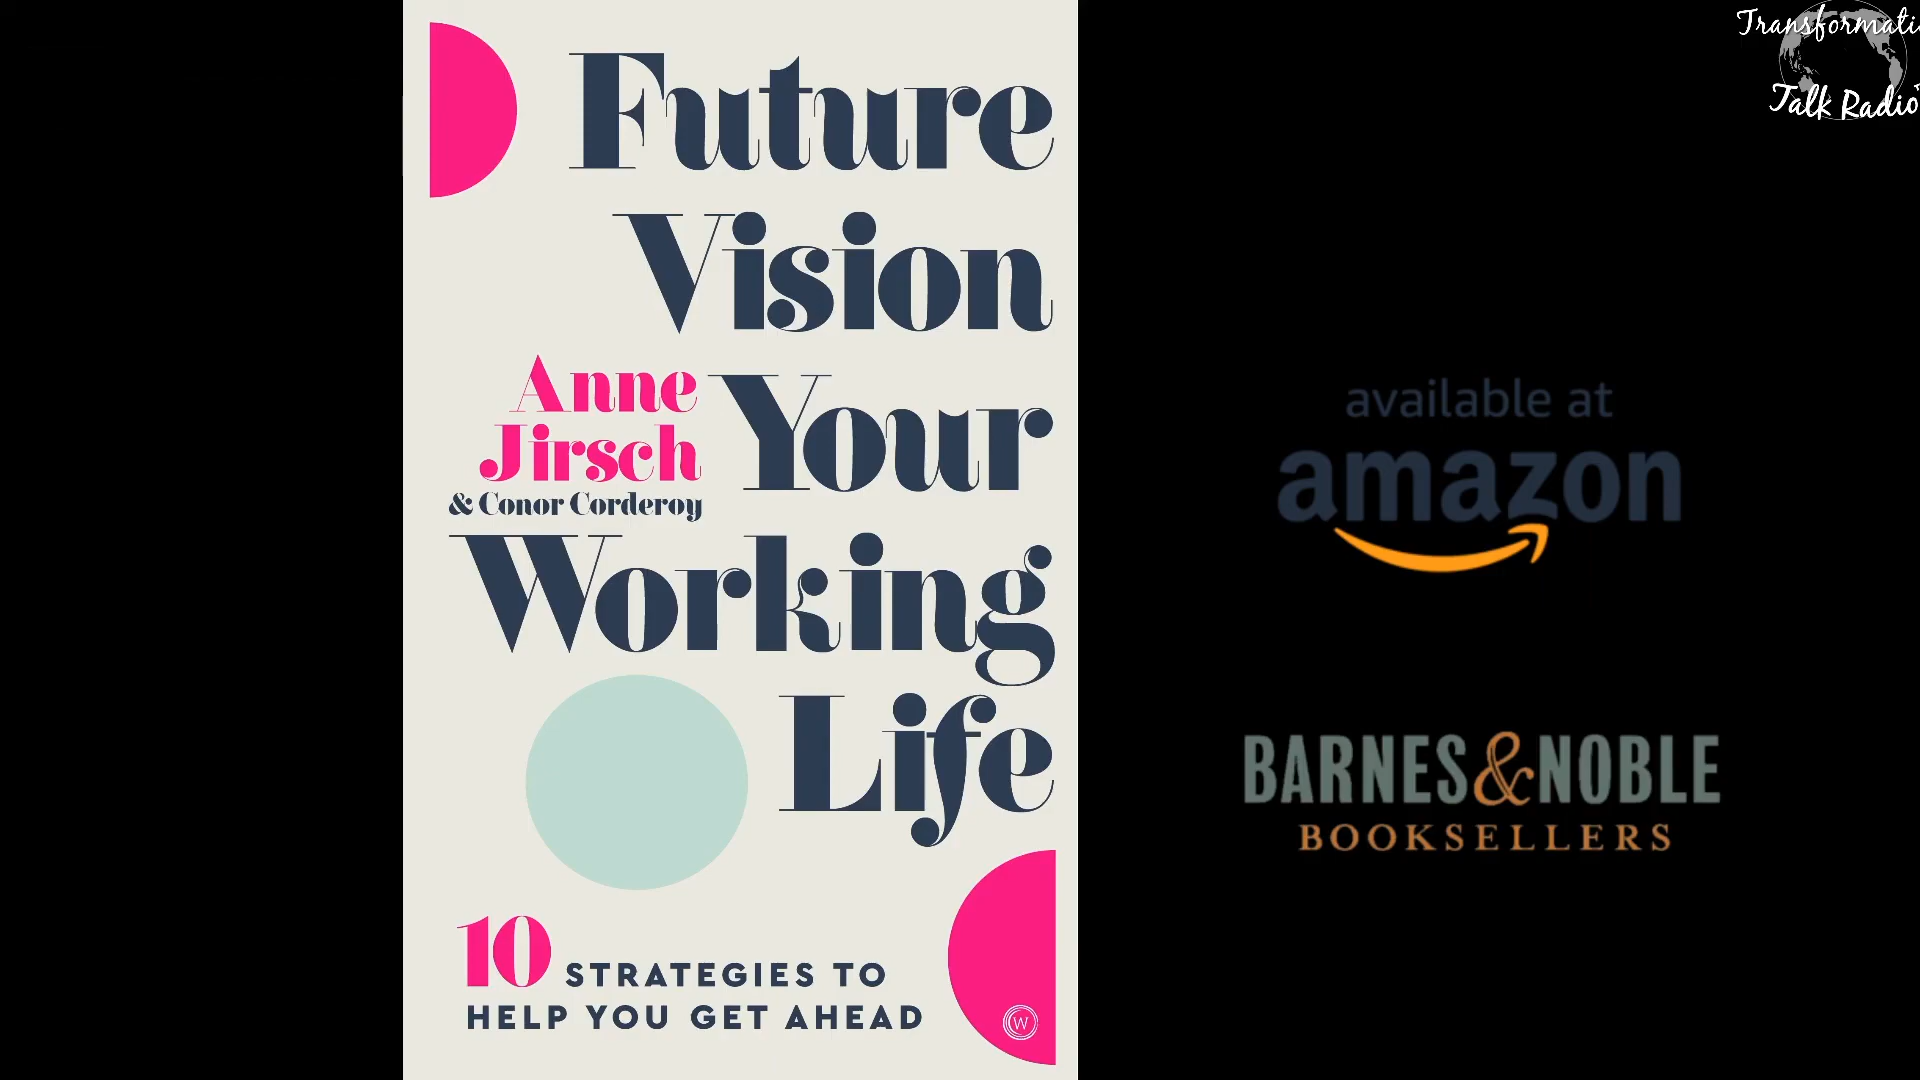 Future
Vision
Anne
Jirsch
& Conor Corderoy
Your
Working
Life
10 STRATEGIES TO
HELP YOU GET AHEAD
W
available at
amazon
BARNES & NOBLE
BOOKSELLERS
Talk Radio